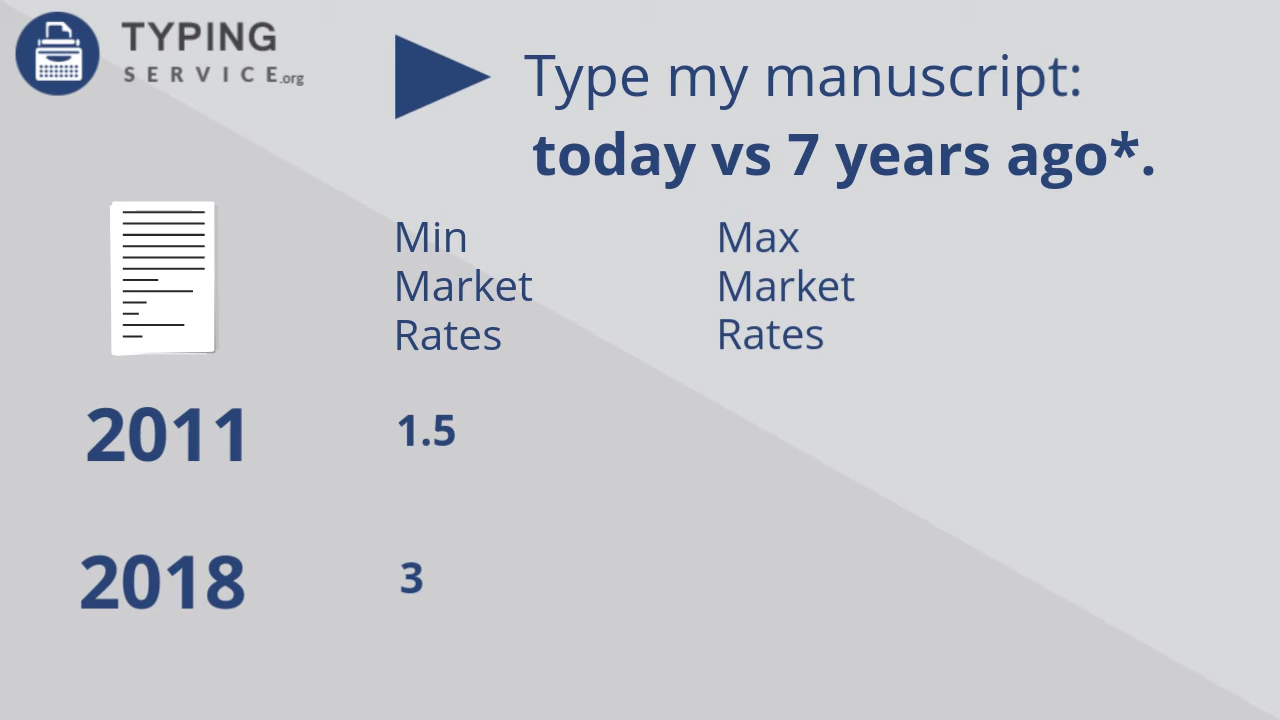 TYPING
SERVICE.org
Type my manuscript:
today vs 7 years ago*.
Min Market Rates
Max Market Rates
2011 1.5
2018 3